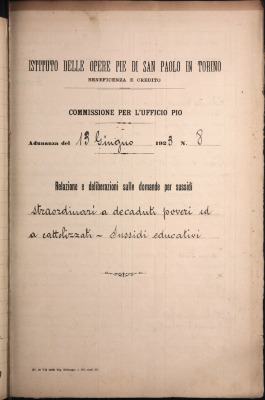 ISTITUTO DELLE OPERE PIE DI SAN PAOLO IN TORINO
BENEFICENZA E CREDITO
COMMISSIONE PER L'UFFICIO PIO
Adunanza del 13 Giugno 1923 N. 8
Relazione e deliberazioni sulle domande per sussidi
straordinari a decaduti poveri ed
a cattolizzati - Sussidi educativi